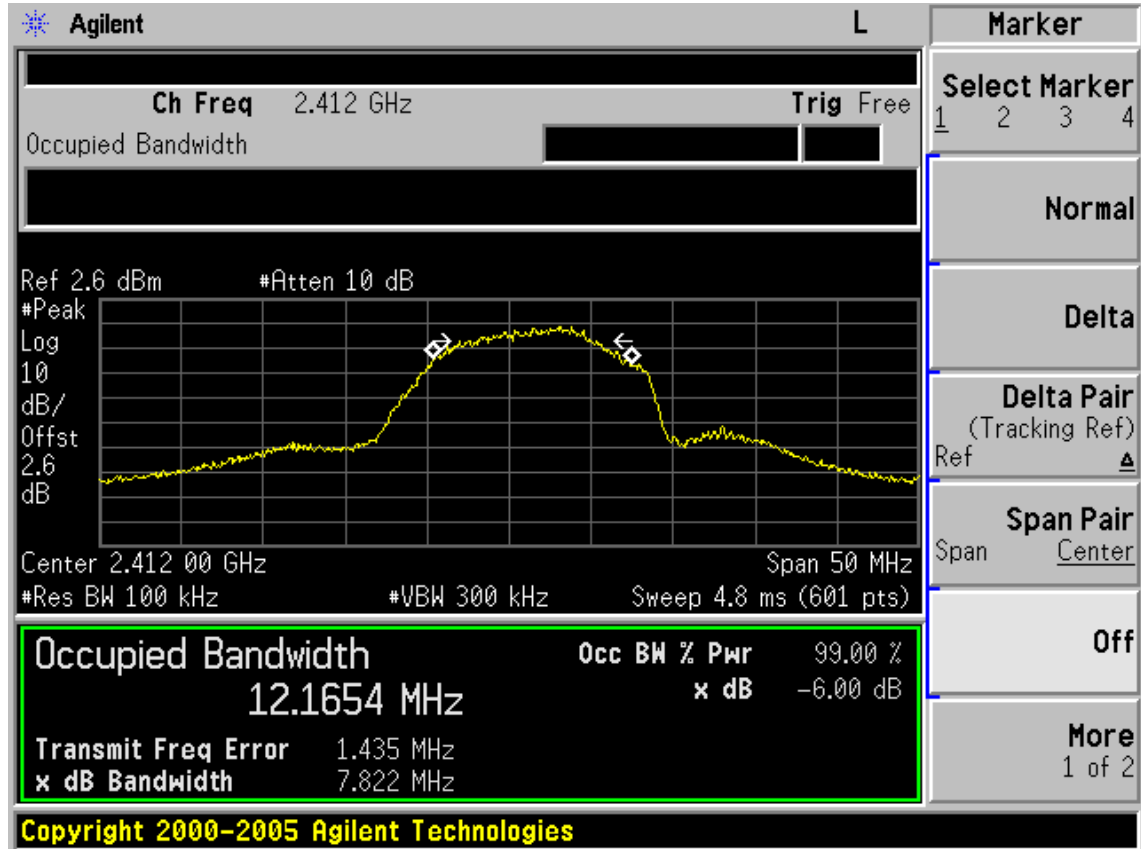 Agilent L
Ch Freq 2.412 GHz Trig Free
Occupied Bandwidth
Ref 2.6 dBm #Atten 10 dB
#Peak
Log
10
dB/
Offst
2.6
dB
Center 2.412 00 GHz Span 50 MHz
#Res BW 100 kHz #VBW 300 kHz Sweep 4.8 ms (601 pts)
Occupied Bandwidth Occ BW % Pwr 99.00 %
12.1654 MHz x dB -6.00 dB
Transmit Freq Error 1.435 MHz
x dB Bandwidth 7.822 MHz
Copyright 2000-2005 Agilent Technologies
Marker
Select Marker
1 2 3 4
Normal
Delta
Delta Pair
(Tracking Ref)
Ref Δ
Span Pair
Span Center
Off
More
1 of 2